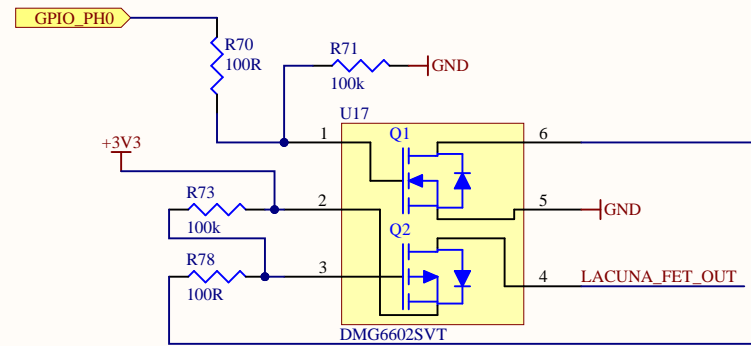 GPIO_PH0
R70
100R
R71
100k
GND
U17
+3V3
1
Q1
6
R73
100k
2
5
GND
Q2
R78
100R
3
4
LACUNA_FET_OUT
DMG6602SVT